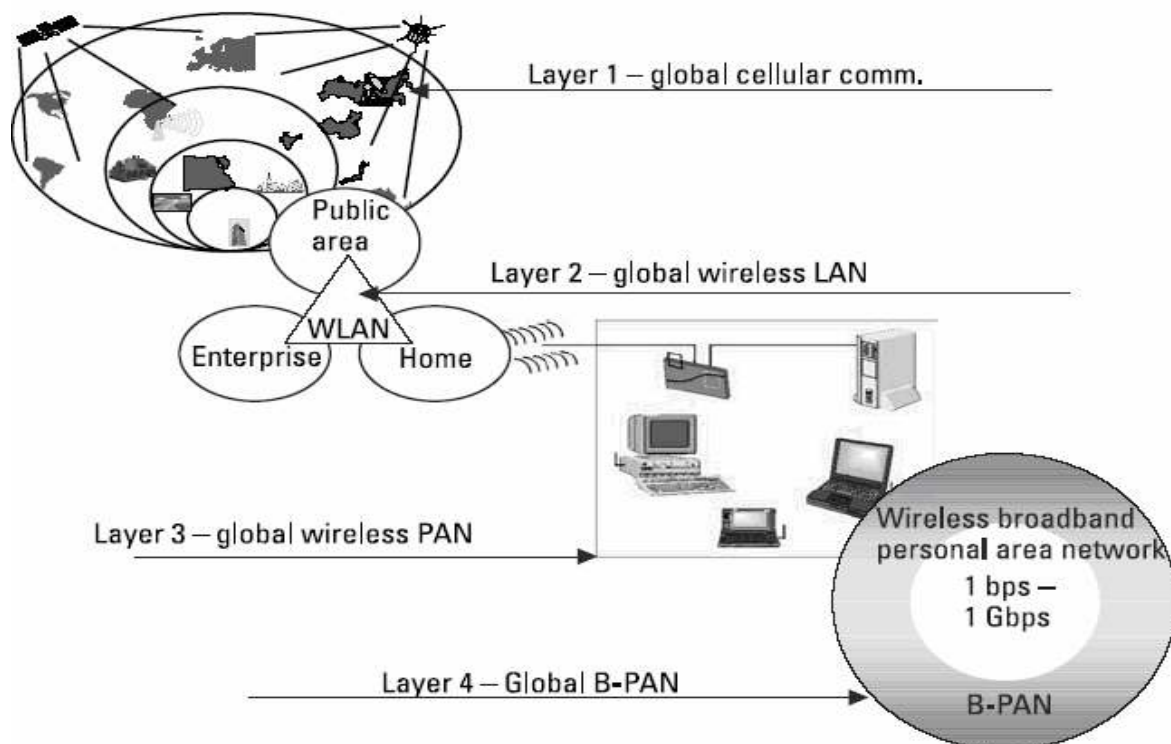 Layer 1 – global cellular comm.
Public
area
Layer 2 – global wireless LAN
WLAN
Enterprise
Home
Layer 3 – global wireless PAN
Wireless broadband
personal area network
1 bps –
1 Gbps
Layer 4 – Global B-PAN
B-PAN